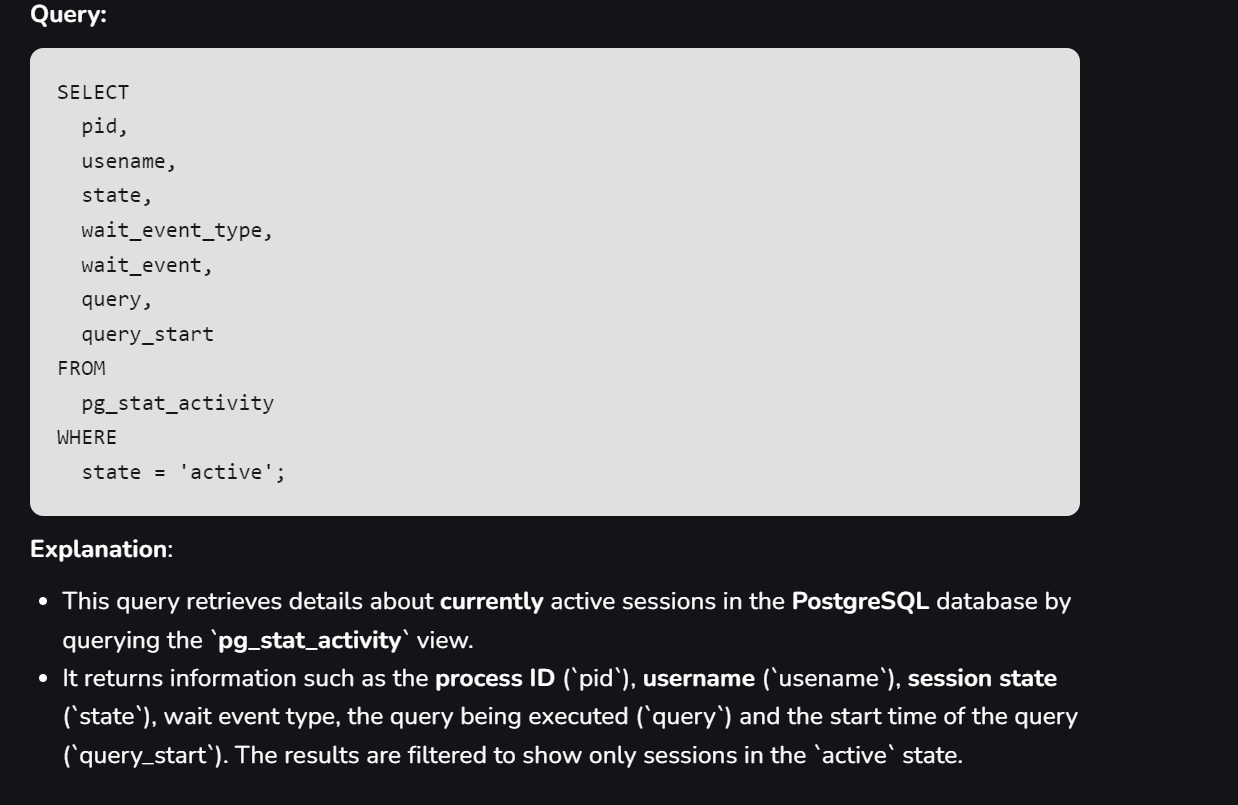 Query:
SELECT
pid,
usename,
state,
wait_event_type,
wait_event,
query,
query_start
FROM
pg_stat_activity
WHERE
state = 'active';
Explanation:
• This query retrieves details about currently active sessions in the PostgreSQL database by
querying the `pg_stat_activity` view.
• It returns information such as the process ID (`pid`), username (`usename`), session state
(`state`), wait event type, the query being executed (`query`) and the start time of the query
(`query_start`). The results are filtered to show only sessions in the `active` state.